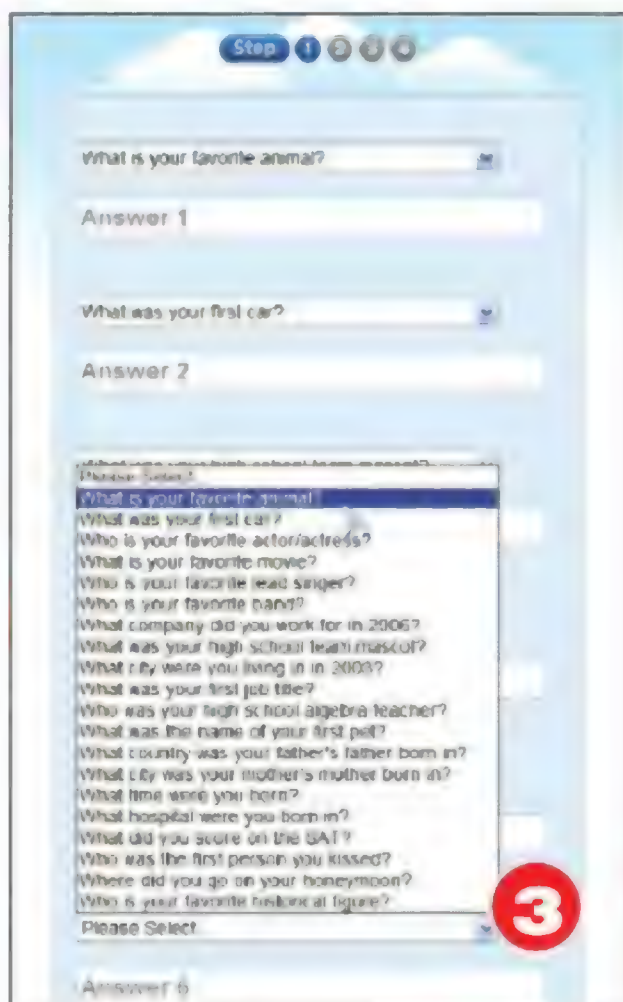 Step 1 2 3 4
What is your favorite animal?
Answer 1
What was your first car?
Answer 2
What was your high school team mascot?
Please Select
What is your favorite animal?
What was your first car?
Who is your favorite actor/actress?
What is your favorite movie?
Who is your favorite lead singer?
Who is your favorite band?
What company did you work for in 2006?
What was your high school team mascot?
What city were you living in in 2003?
What was your first job title?
Who was your high school algebra teacher?
What was the name of your first pet?
What country was your father's father born in?
What city was your mother's mother born in?
What time were you born?
What hospital were you born in?
What did you score on the SAT?
Who was the first person you kissed?
Where did you go on your honeymoon?
Who is your favorite historical figure?
Please Select
3
Answer 6